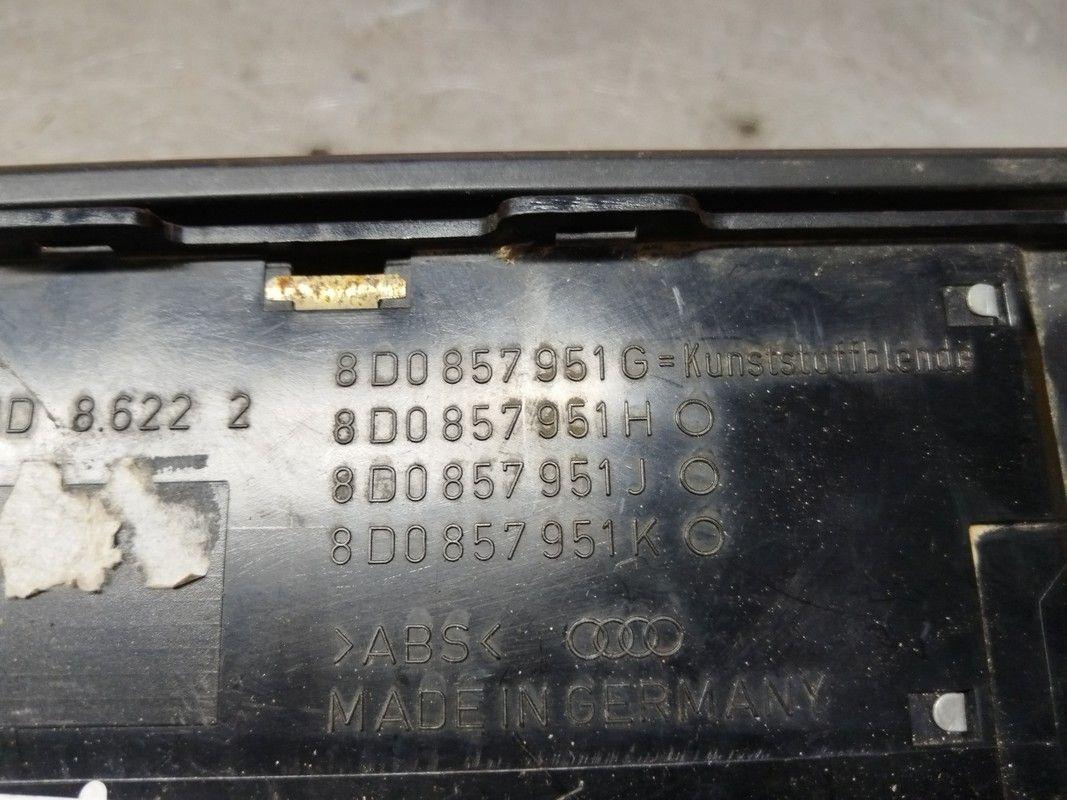 8D0 857 951 G = Kunststoffblende
8D0 857 951 H
D 8.622 2
8D0 857 951 J
8D0 857 951 K
>ABS<
MADE IN GERMANY